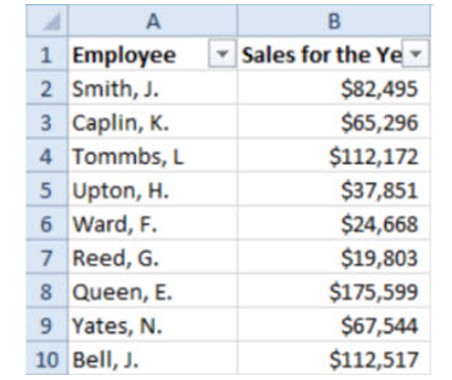 A B
1 Employee Sales for the Ye
2 Smith, J. $82,495
3 Caplin, K. $65,296
4 Tommbs, L $112,172
5 Upton, H. $37,851
6 Ward, F. $24,668
7 Reed, G. $19,803
8 Queen, E. $175,599
9 Yates, N. $67,544
10 Bell, J. $112,517